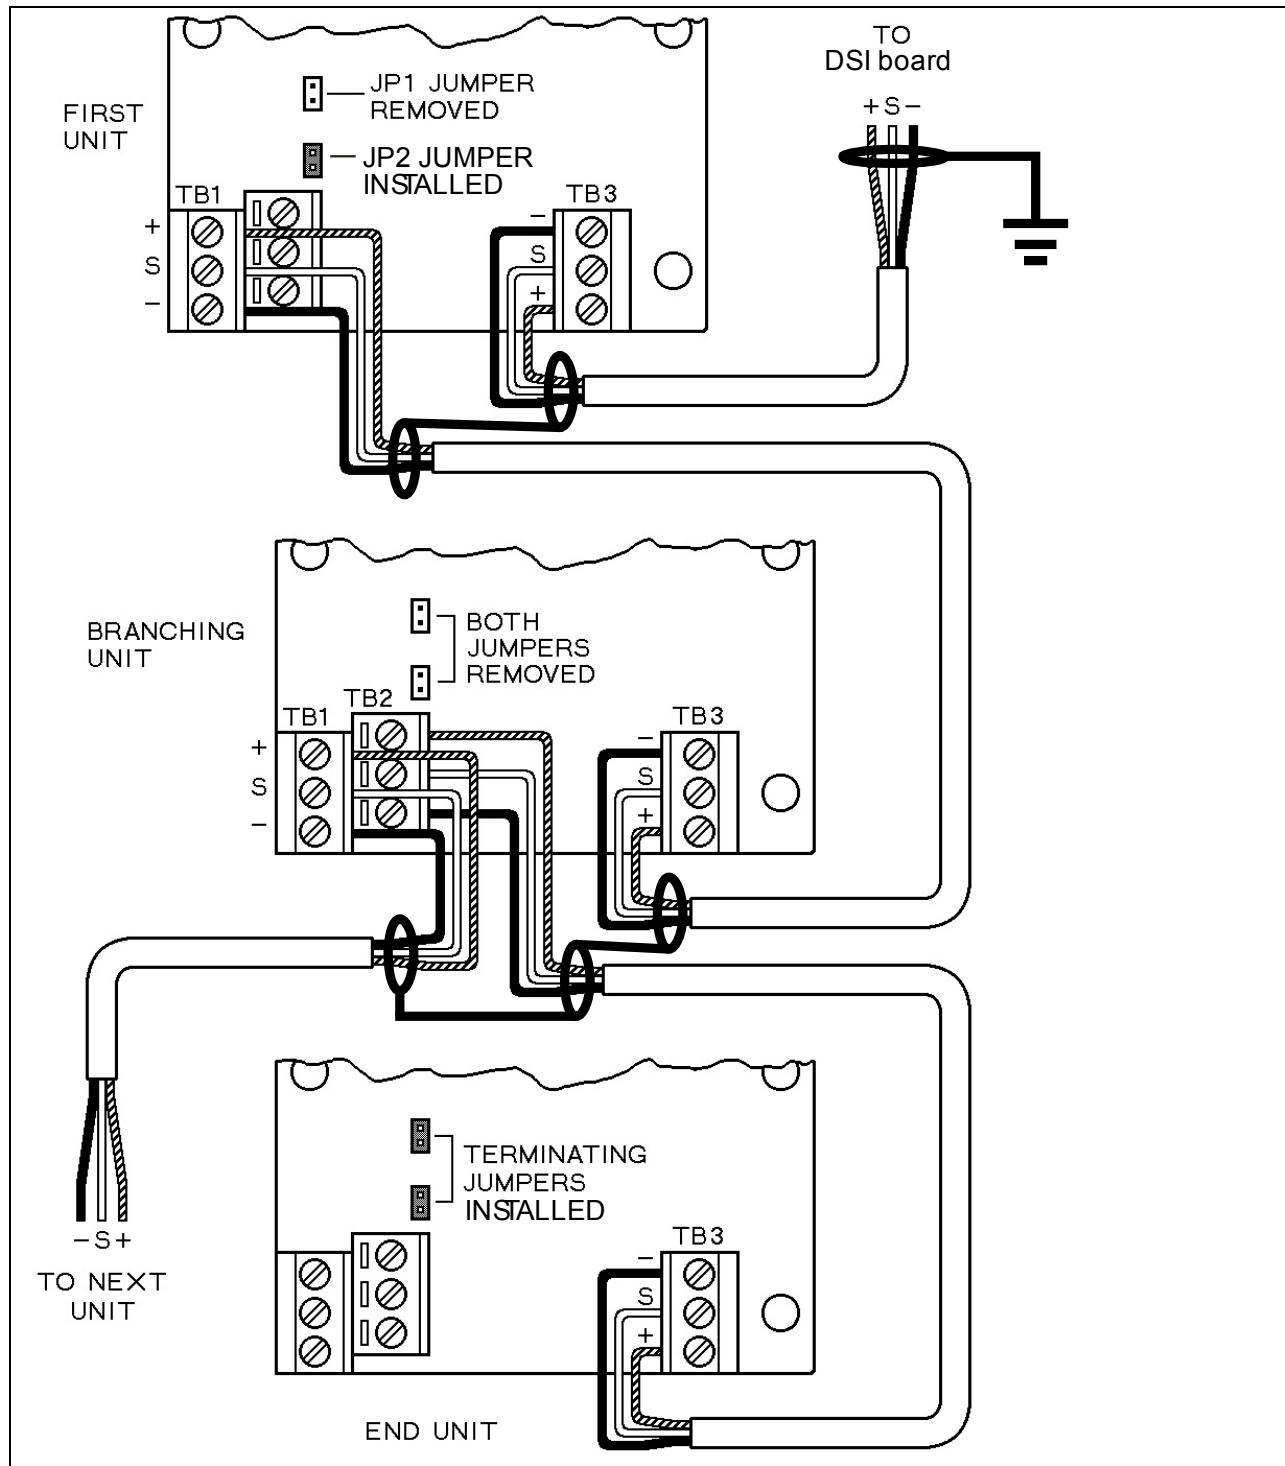 TO
DSI board
+ S -
JP1 JUMPER
REMOVED
FIRST
UNIT
JP2 JUMPER
INSTALLED
TB1
TB3
+
S
-
-
S
+
BRANCHING
UNIT
BOTH
JUMPERS
REMOVED
TB2
TB1
TB3
+
S
-
-
S
+
TERMINATING
JUMPERS
INSTALLED
-S+
TO NEXT
UNIT
TB3
-
S
+
END UNIT